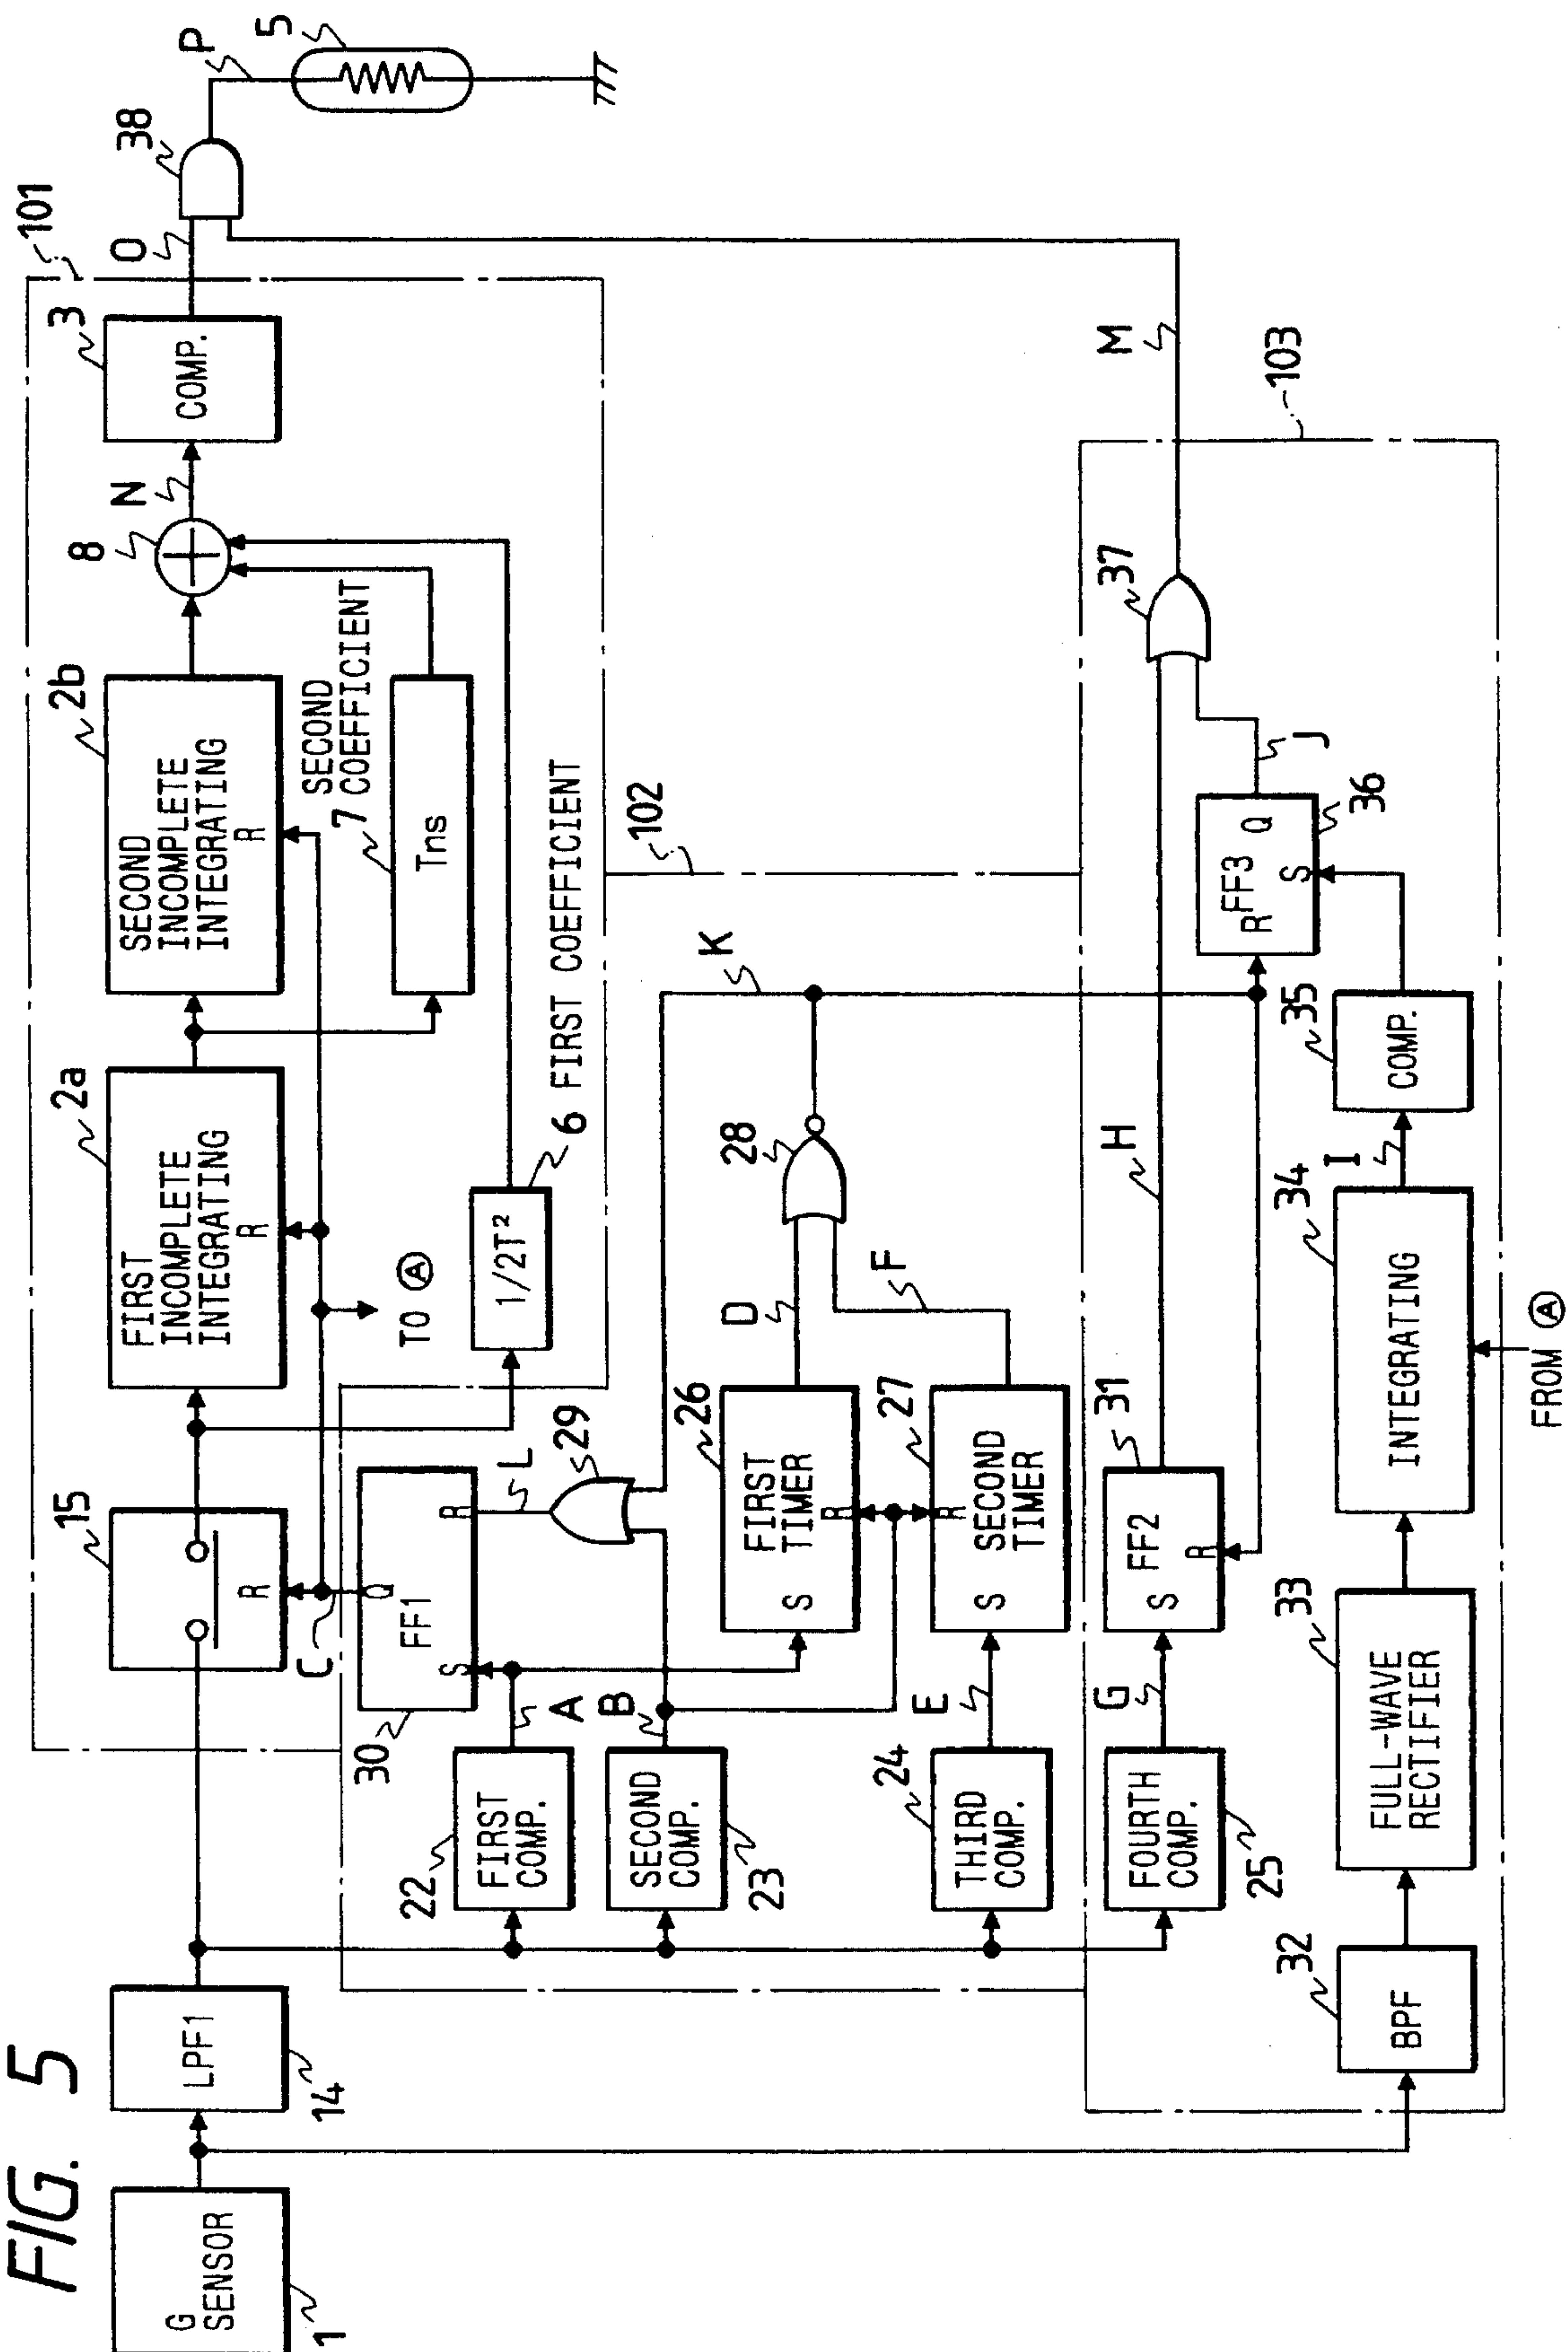 FIG. 5
G
SENSOR
1
LPF1
14
15
R
C
FIRST
INCOMPLETE
INTEGRATING
R
2a
TO Ⓐ
SECOND
INCOMPLETE
INTEGRATING
R
2b
SECOND
COEFFICIENT
7
Tns
1/2T²
6 FIRST COEFFICIENT
8
N
COMP.
3
101
O
38
P
5
FIRST
COMP.
22
A
SECOND
COMP.
23
B
THIRD
COMP.
24
E
FOURTH
COMP.
25
G
FF1
S
Q
R
30
L
29
FIRST
TIMER
S
R
26
D
SECOND
TIMER
S
R
27
F
28
K
102
FF2
S
R
31
H
BPF
32
FULL-WAVE
RECTIFIER
33
INTEGRATING
34
FROM Ⓐ
I
COMP.
35
FF3
R
S
Q
36
J
37
M
103